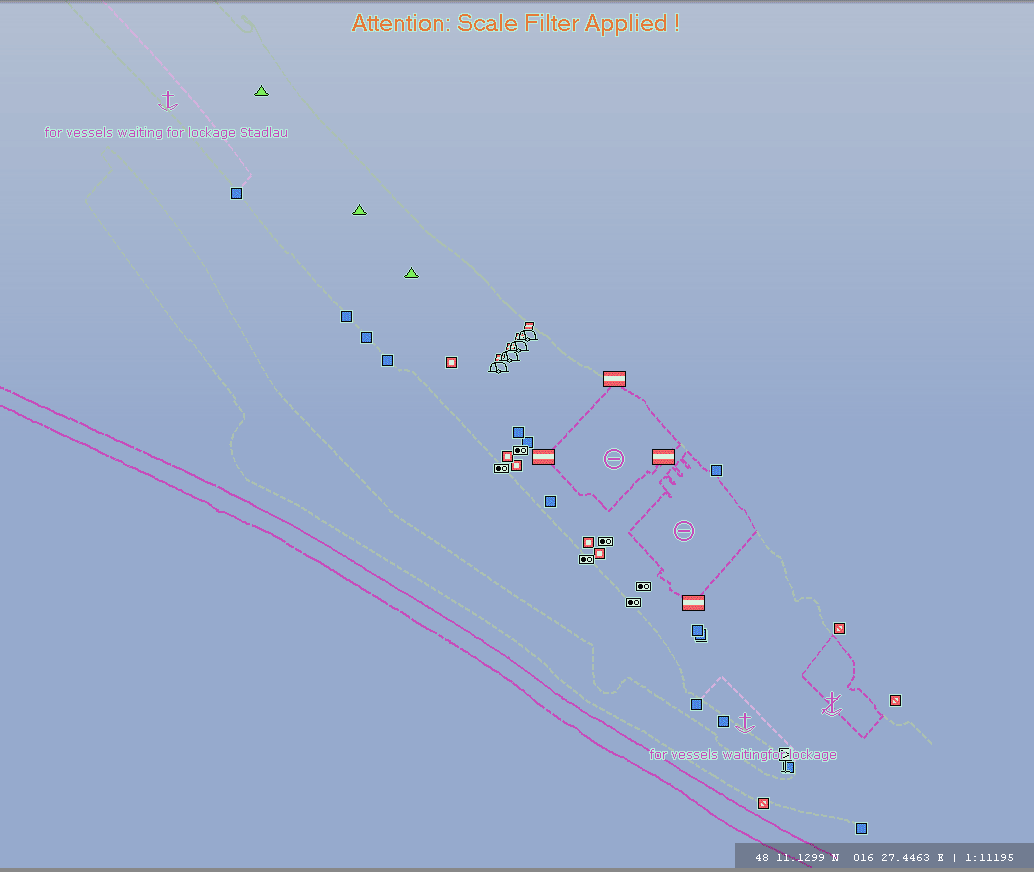 Attention: Scale Filter Applied !
for vessels waiting for lockage Stadlau
for vessels waitingfor lockage
48 11.1299 N  016 27.4463 E | 1:11195